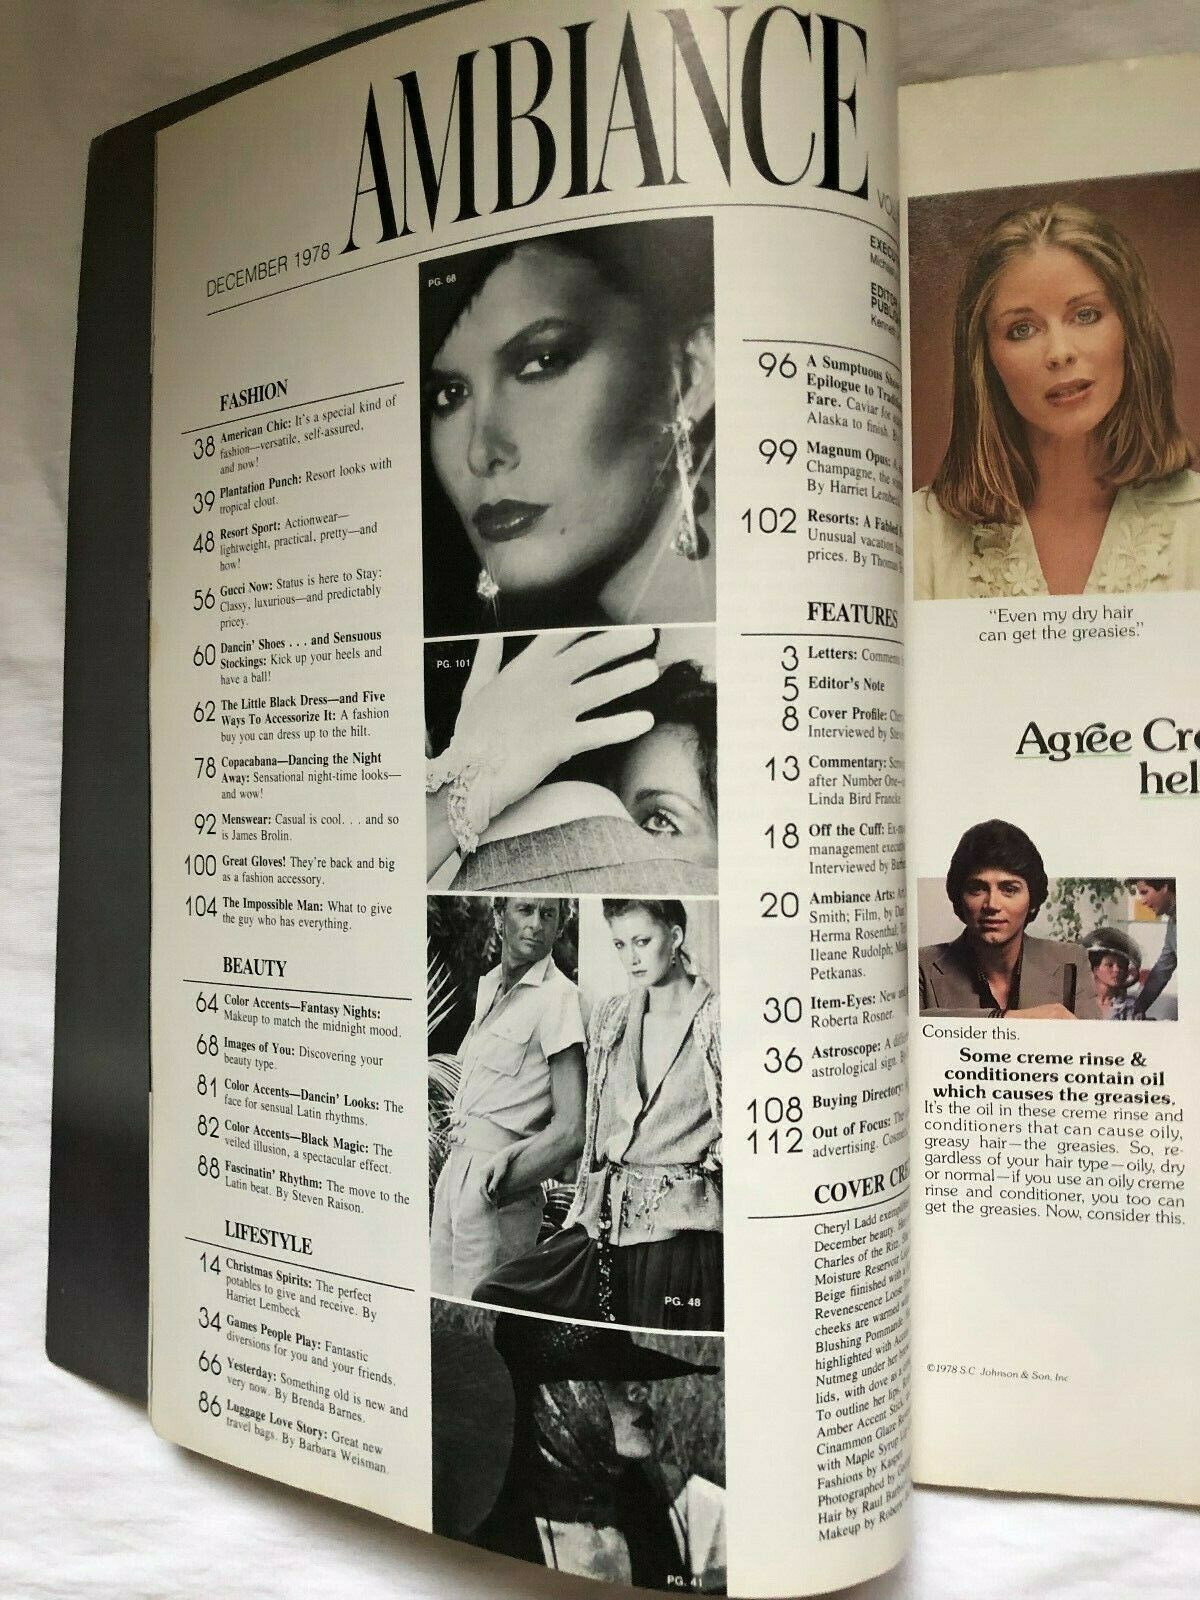 AMBIANCE
DECEMBER 1978
FASHION
38 American Chic: It's a special kind of
fashion—versatile, self-assured,
and now!
39 Plantation Punch: Resort looks with
tropical clout.
48 Resort Sport: Actionwear—
lightweight, practical, pretty—and
how!
56 Gucci Now: Status is here to Stay:
Classy, luxurious—and predictably
pricey.
60 Dancin' Shoes . . . and Sensuous
Stockings: Kick up your heels and
have a ball!
62 The Little Black Dress—and Five
Ways To Accessorize It: A fashion
buy you can dress up to the hilt.
78 Copacabana—Dancing the Night
Away: Sensational night-time looks—
and wow!
92 Menswear: Casual is cool. . . and so
is James Brolin.
100 Great Gloves! They're back and big
as a fashion accessory.
104 The Impossible Man: What to give
the guy who has everything.
BEAUTY
64 Color Accents—Fantasy Nights:
Makeup to match the midnight mood.
68 Images of You: Discovering your
beauty type.
81 Color Accents—Dancin' Looks: The
face for sensual Latin rhythms.
82 Color Accents—Black Magic: The
veiled illusion, a spectacular effect.
88 Fascinatin' Rhythm: The move to the
Latin beat. By Steven Raison.
LIFESTYLE
14 Christmas Spirits: The perfect
potables to give and receive. By
Harriet Lembeck
34 Games People Play: Fantastic
diversions for you and your friends.
66 Yesterday: Something old is new and
very now. By Brenda Barnes.
86 Luggage Love Story: Great new
travel bags. By Barbara Weisman.
PG. 68
PG. 101
PG. 48
PG. 41
96 A Sumptuous
Epilogue to
Fare. Caviar for
Alaska to finish.
99 Magnum Opus:
Champagne, the
By Harriet
102 Resorts: A Fabled
Unusual vacation
prices. By
FEATURES
3 Letters:
5 Editor's Note
8 Cover Profile:
Interviewed by
13 Commentary:
after Number One—
Linda Bird
18 Off the Cuff:
management
Interviewed by
20 Ambiance Arts:
Smith; Film, by
Herma Rosenthal;
Ileane Rudolph;
Petkanas.
30 Item-Eyes: New
Roberta Rosner.
36 Astroscope: A
astrological sign.
108 Buying Directory:
112 Out of Focus: The
advertising.
COVER
Cheryl Ladd
December beauty.
Charles of the Ritz.
Moisture Reservoir
Beige finished with
Revenescence
cheeks are warmed
Blushing
highlighted with
Nutmeg under her
lids, with dove
To outline her lips,
Amber Accent Stick
Cinammon Glaze
with Maple Syrup
Fashions by
Photographed by
Hair by Raul
Makeup by
"Even my dry hair
can get the greasies."
Agree
Consider this.
Some creme rinse &
conditioners contain oil
which causes the greasies.
It's the oil in these creme rinse and
conditioners that can cause oily,
greasy hair—the greasies. So, re-
gardless of your hair type—oily, dry
or normal—if you use an oily creme
rinse and conditioner, you too can
get the greasies. Now, consider this.
©1978 S.C. Johnson & Son, Inc